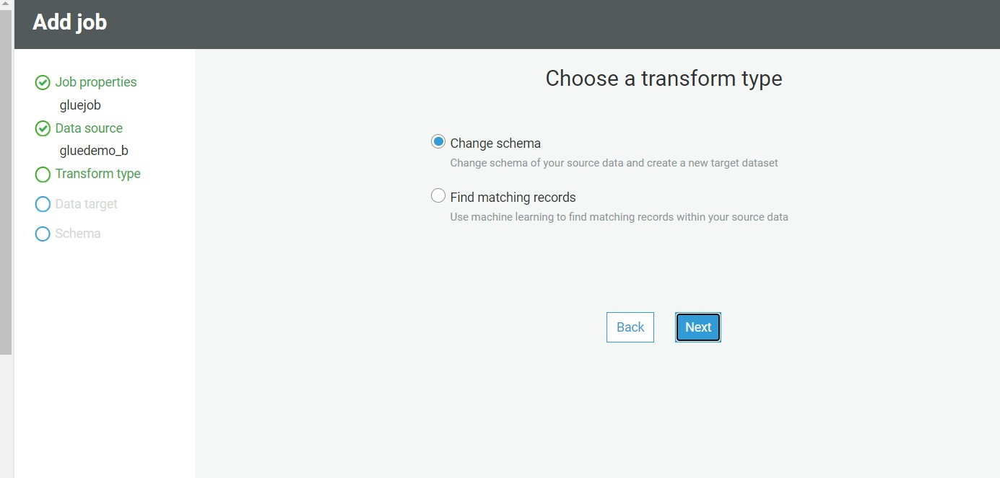 Add job
Job properties
gluejob
Data source
gluedemo_b
Transform type
Data target
Schema
Choose a transform type
Change schema
Change schema of your source data and create a new target dataset
Find matching records
Use machine learning to find matching records within your source data
Back
Next